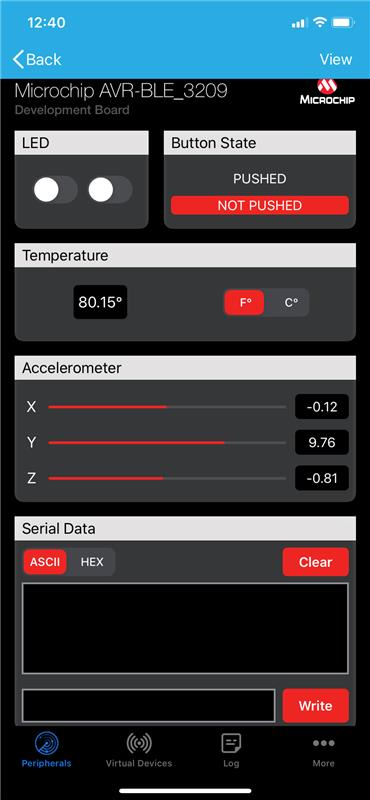 12:40
Back
View
Microchip AVR-BLE_3209
Development Board
MICROCHIP
LED
Button State
PUSHED
NOT PUSHED
Temperature
80.15°
F°
C°
Accelerometer
X
-0.12
Y
9.76
Z
-0.81
Serial Data
ASCII
HEX
Clear
Write
Peripherals
Virtual Devices
Log
More